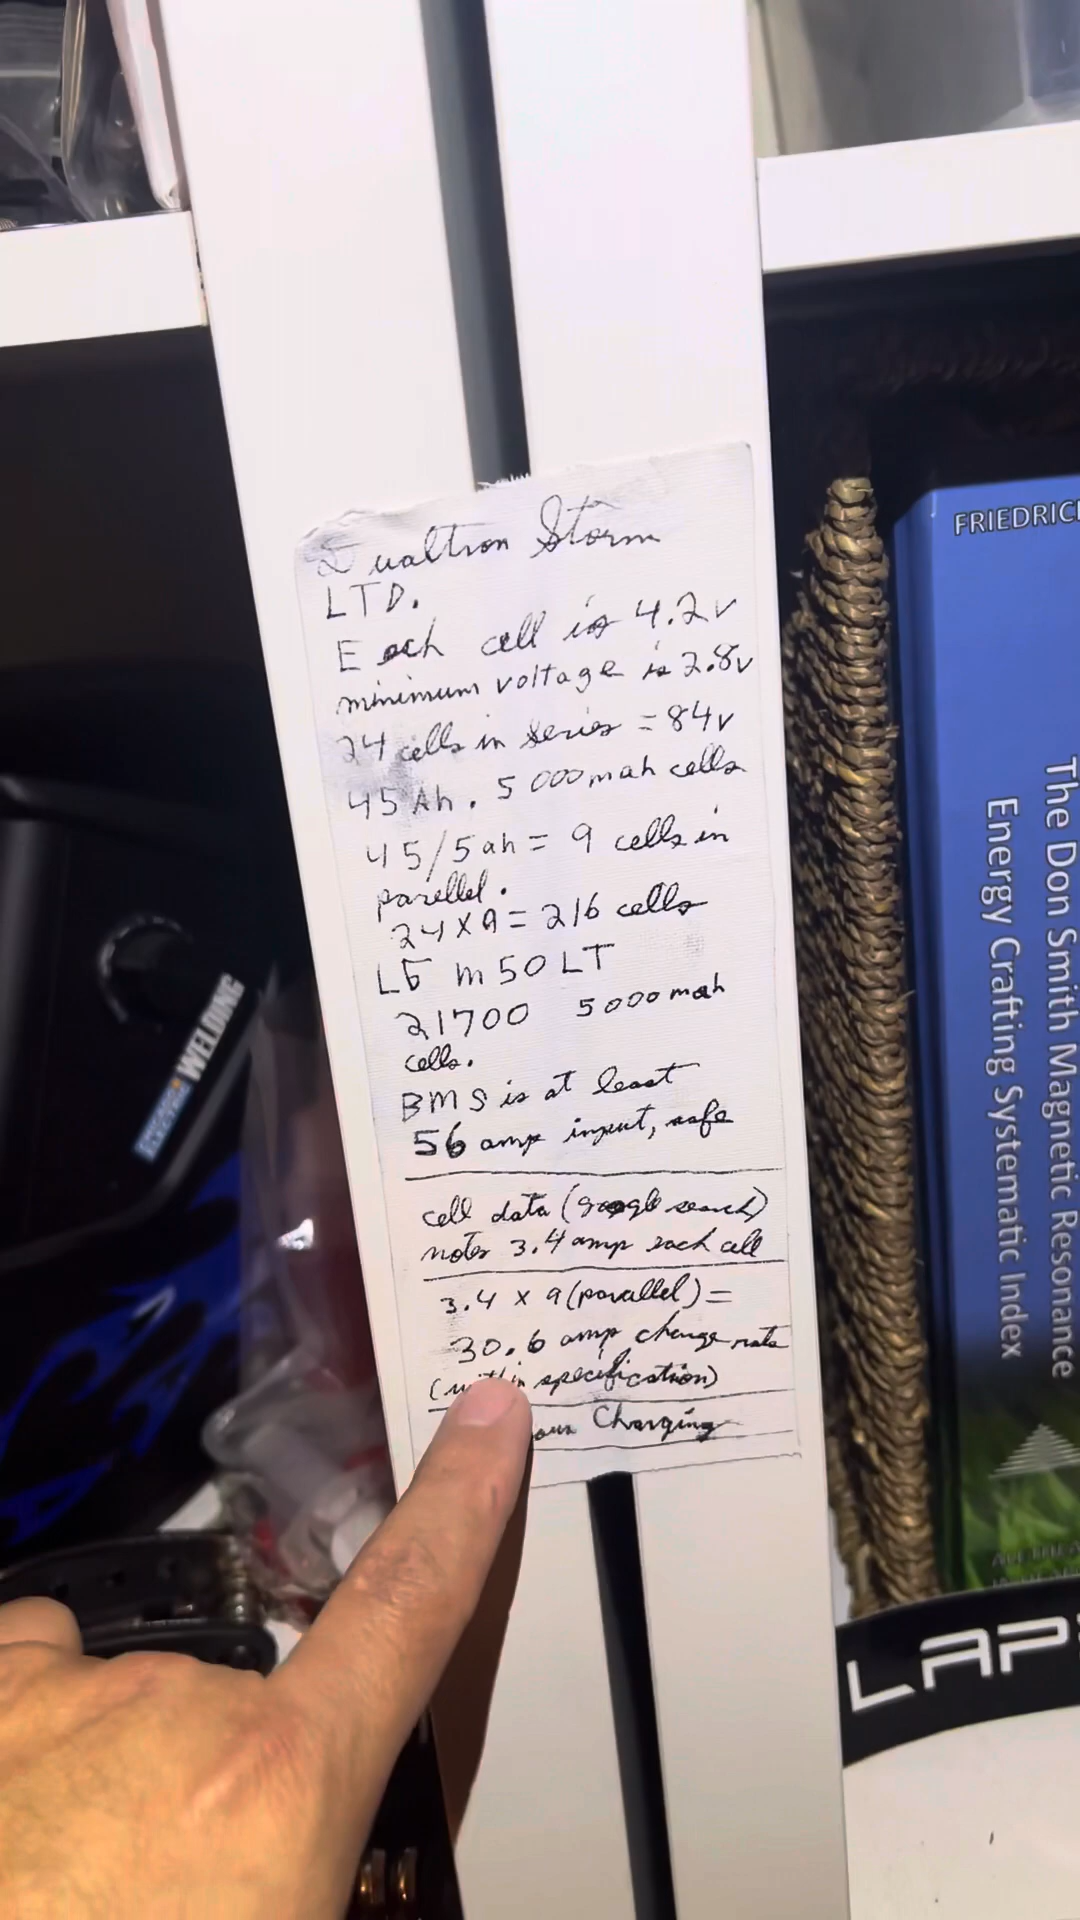 Dualtron Storm
LTD.
Each cell is 4.2v
minimum voltage is 2.8v
24 cells in series = 84v
45 Ah. 5000mah cells
45/5ah = 9 cells in
parellel.
24 x 9 = 216 cells
LG m50LT
21700 5000mah
cells.
BMS is at least
56 amp input, safe
cell data (google search)
notes 3.4 amp each cell
3.4 x 9 (parallel) =
30.6 amp charge rate
(within specification)
Charging
FRIEDRICH
The Don Smith Magnetic Resonance
Energy Crafting Systematic Index
WELDING
LAP